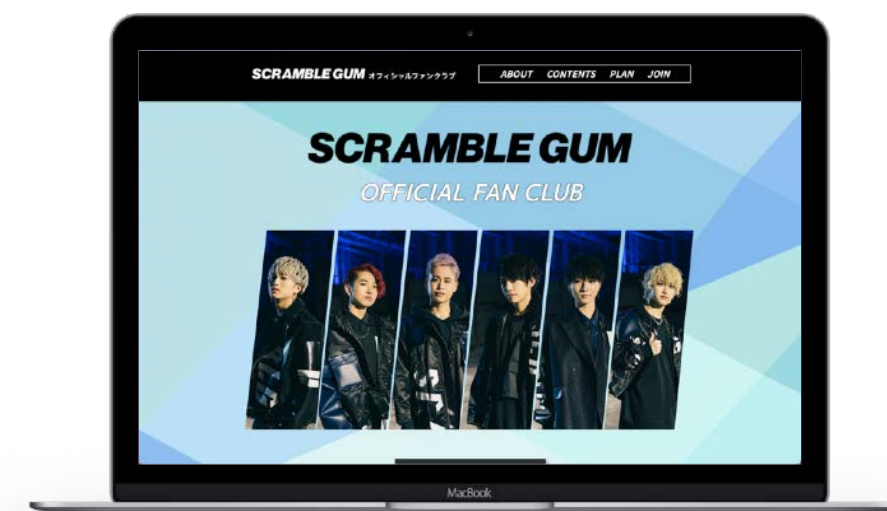 SCRAMBLE GUM オフィシャルファンクラブ ABOUT CONTENTS PLAN JOIN
SCRAMBLE GUM
OFFICIAL FAN CLUB
MacBook